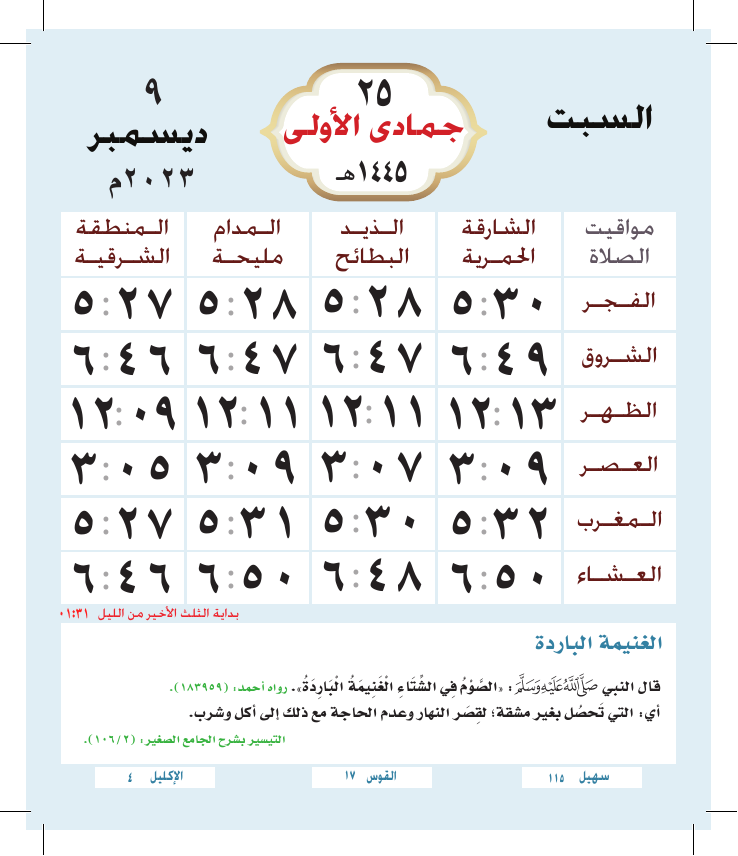 السبت
٢٥
جمادى الأولى
١٤٤٥هـ
٩
ديسمبر
٢٠٢٣م
مواقيت الصلاة | الشارقة الحمرية | الذيد البطائح | المدام مليحة | المنطقة الشرقية
الفجر ٥:٣٠ ٥:٢٨ ٥:٢٨ ٥:٢٧
الشروق ٦:٤٩ ٦:٤٧ ٦:٤٧ ٦:٤٦
الظهر ١٢:١٣ ١٢:١١ ١٢:١١ ١٢:٠٩
العصر ٣:٠٩ ٣:٠٧ ٣:٠٩ ٣:٠٥
المغرب ٥:٣٢ ٥:٣٠ ٥:٣١ ٥:٢٧
العشاء ٦:٥٠ ٦:٤٨ ٦:٥٠ ٦:٤٦
بداية الثلث الأخير من الليل ٠١:٣١
الغنيمة الباردة
قال النبي صَلَّى اللَّهُ عَلَيْهِ وَسَلَّمَ: «الصَّوْمُ فِي الشِّتَاءِ الْغَنِيمَةُ الْبَارِدَةُ». رواه أحمد: (١٨٣٩٥٩).
أي: التي تَحصُل بغير مشقة؛ لقِصَر النهار وعدم الحاجة مع ذلك إلى أكل وشرب.
التيسير بشرح الجامع الصغير: (١٠٦/٢).
سهيل ١١٥
القوس ١٧
الإكليل ٤